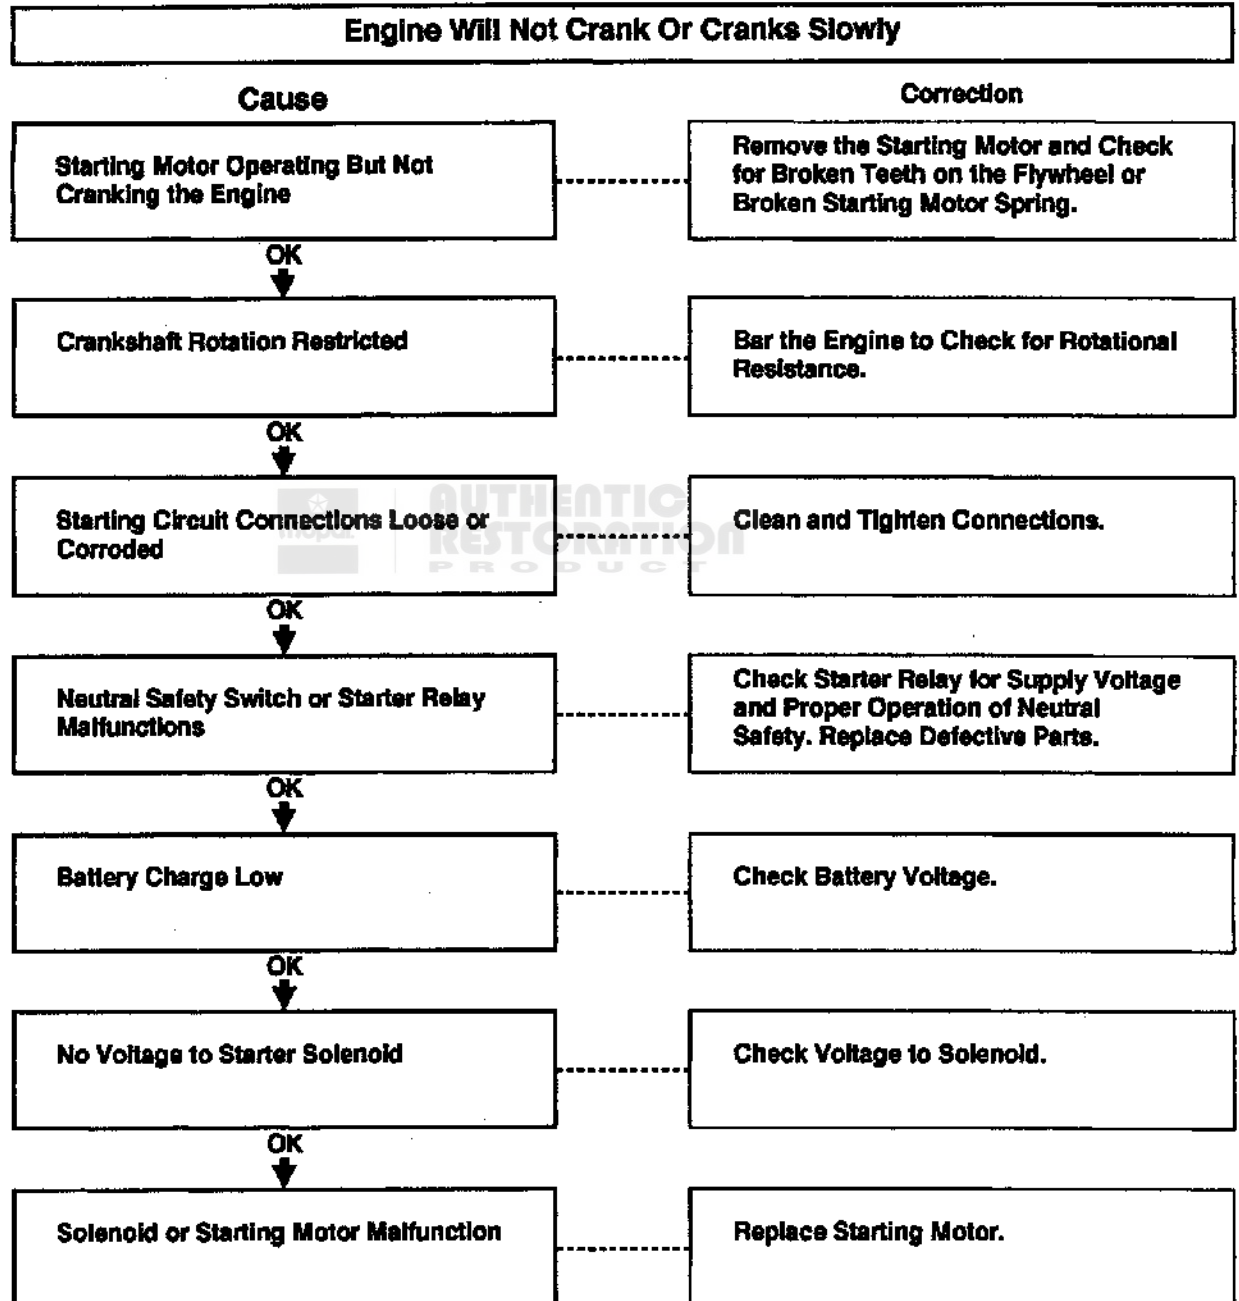 Engine Will Not Crank Or Cranks Slowly
Cause
Correction
Starting Motor Operating But Not
Cranking the Engine
Remove the Starting Motor and Check
for Broken Teeth on the Flywheel or
Broken Starting Motor Spring.
OK
Crankshaft Rotation Restricted
Bar the Engine to Check for Rotational
Resistance.
OK
Starting Circuit Connections Loose or
Corroded
Clean and Tighten Connections.
mopar
AUTHENTIC
RESTORATION
PRODUCT
OK
Neutral Safety Switch or Starter Relay
Malfunctions
Check Starter Relay for Supply Voltage
and Proper Operation of Neutral
Safety. Replace Defective Parts.
OK
Battery Charge Low
Check Battery Voltage.
OK
No Voltage to Starter Solenoid
Check Voltage to Solenoid.
OK
Solenoid or Starting Motor Malfunction
Replace Starting Motor.